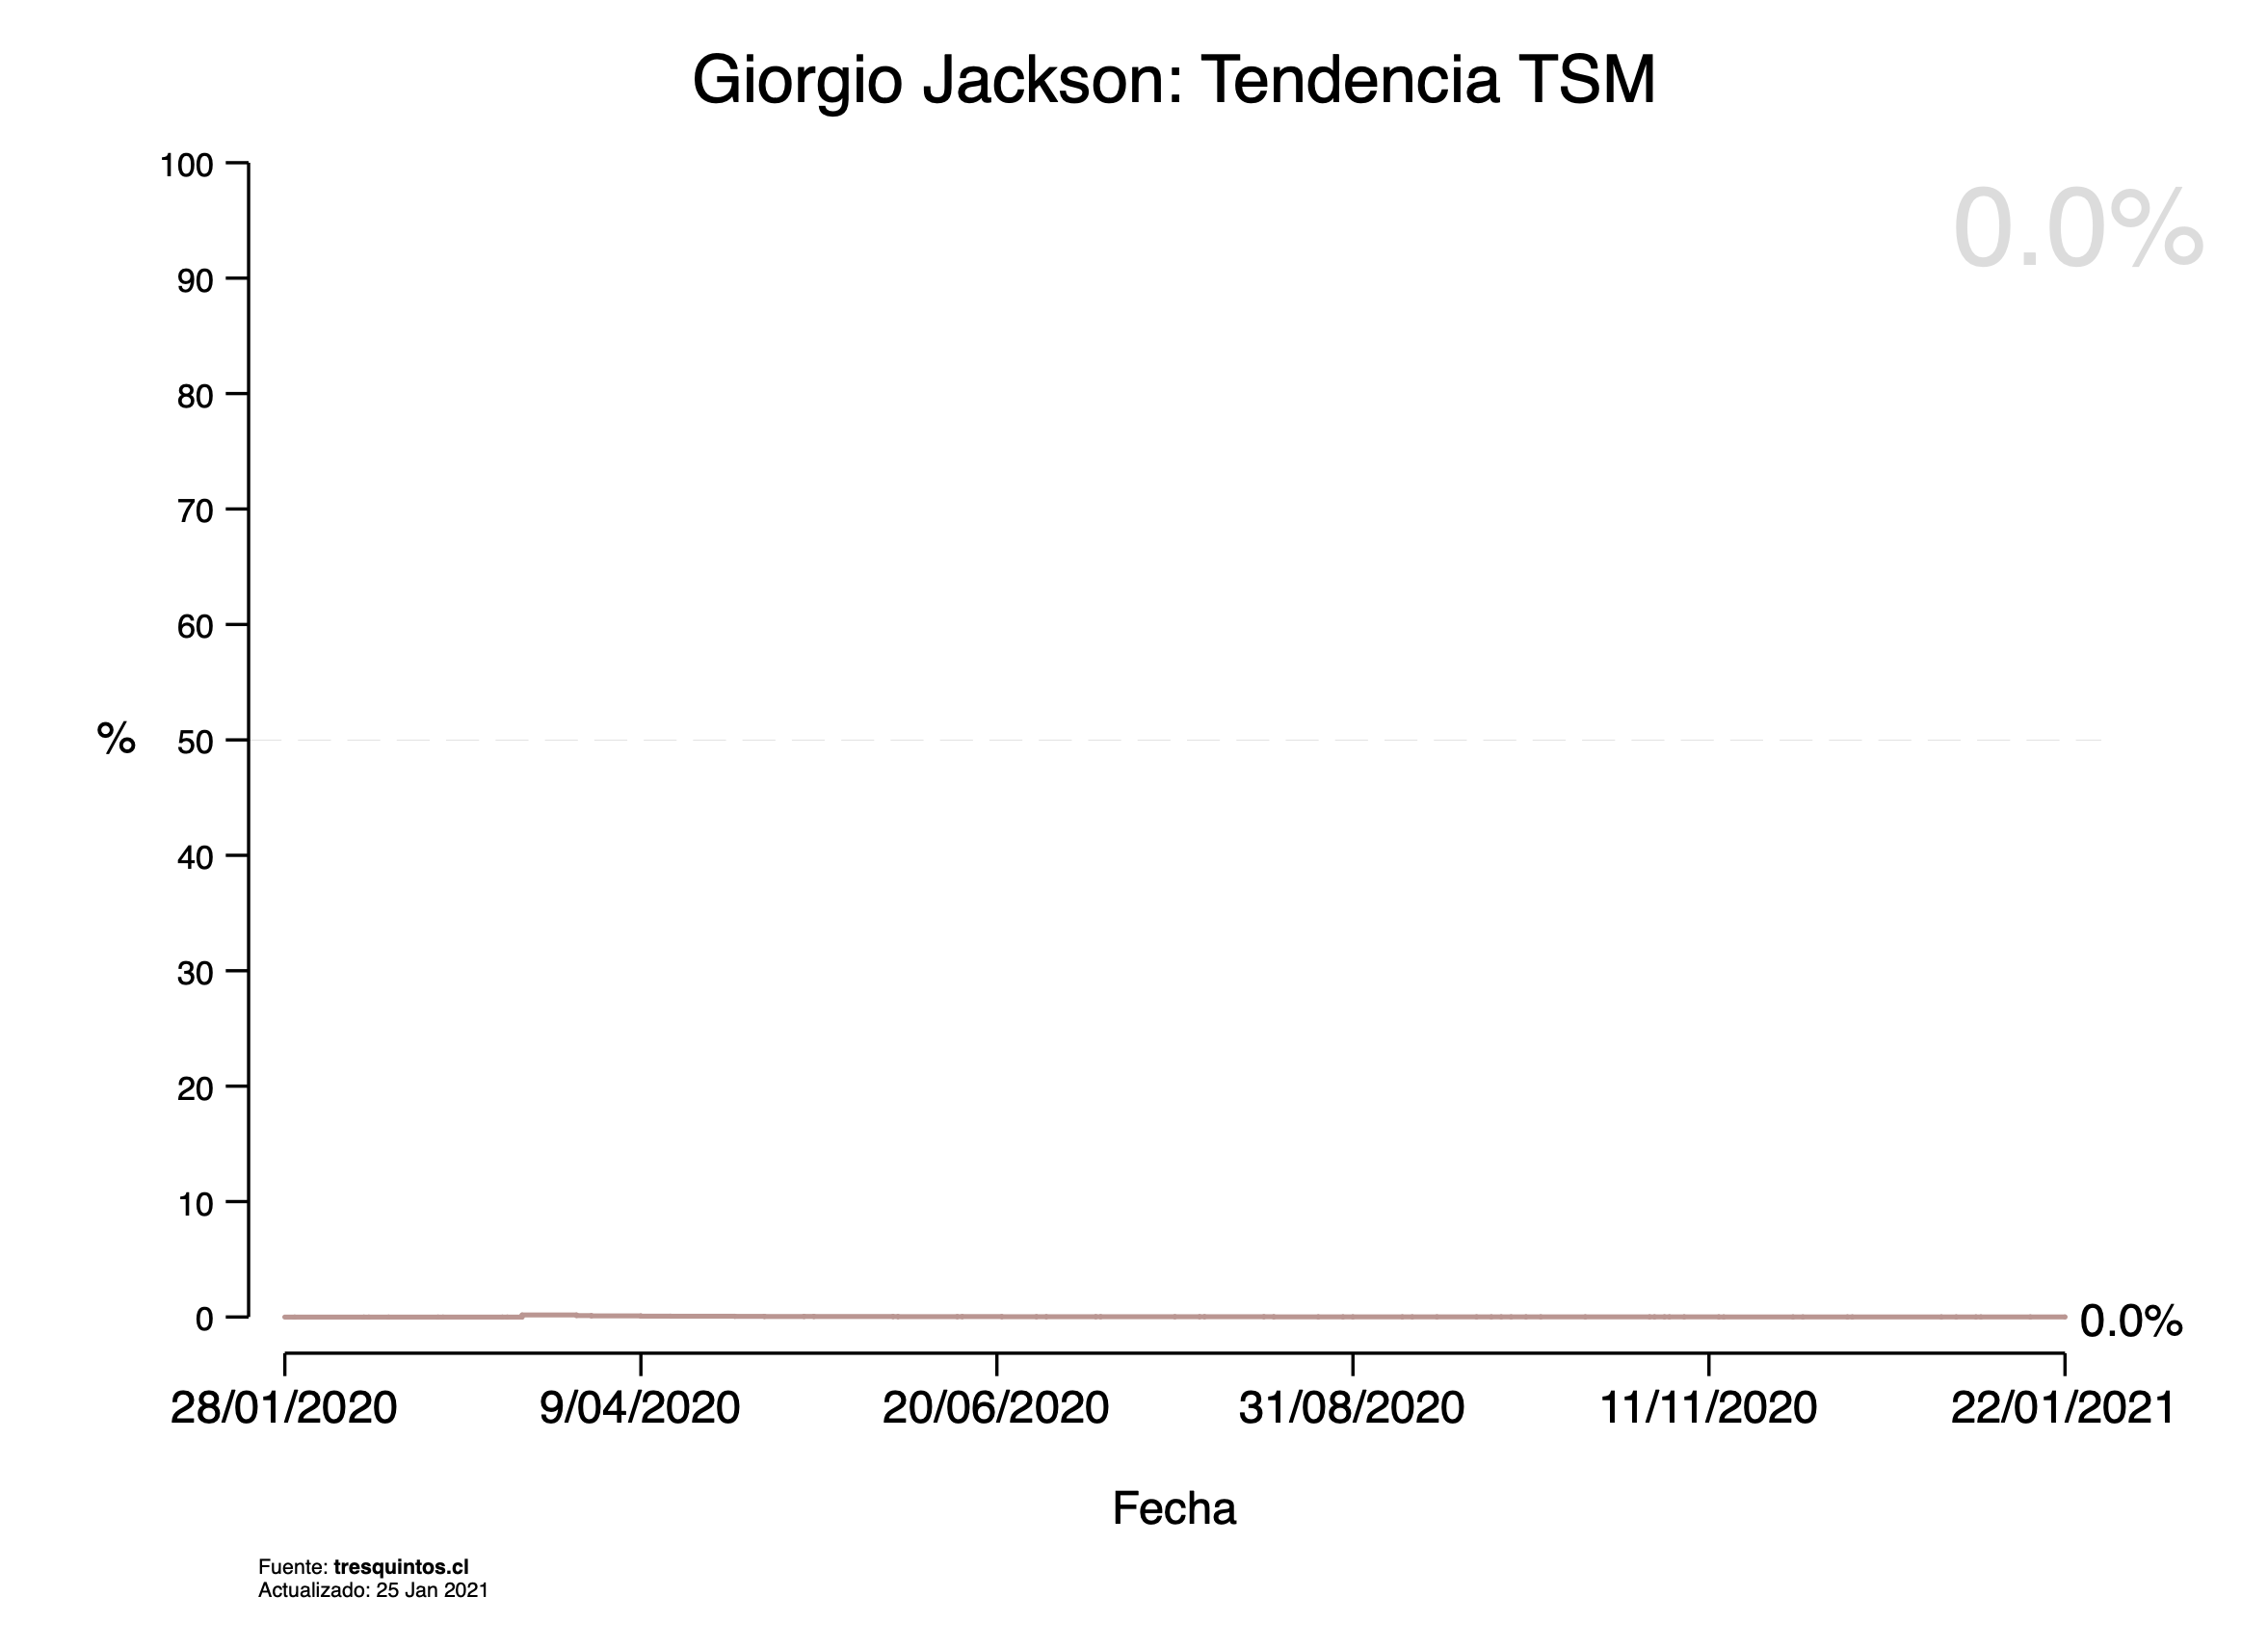 Giorgio Jackson: Tendencia TSM
0.0%
100
90
80
70
60
% 50
40
30
20
10
0
0.0%
28/01/2020 9/04/2020 20/06/2020 31/08/2020 11/11/2020 22/01/2021
Fecha
Fuente: tresquintos.cl
Actualizado: 25 Jan 2021